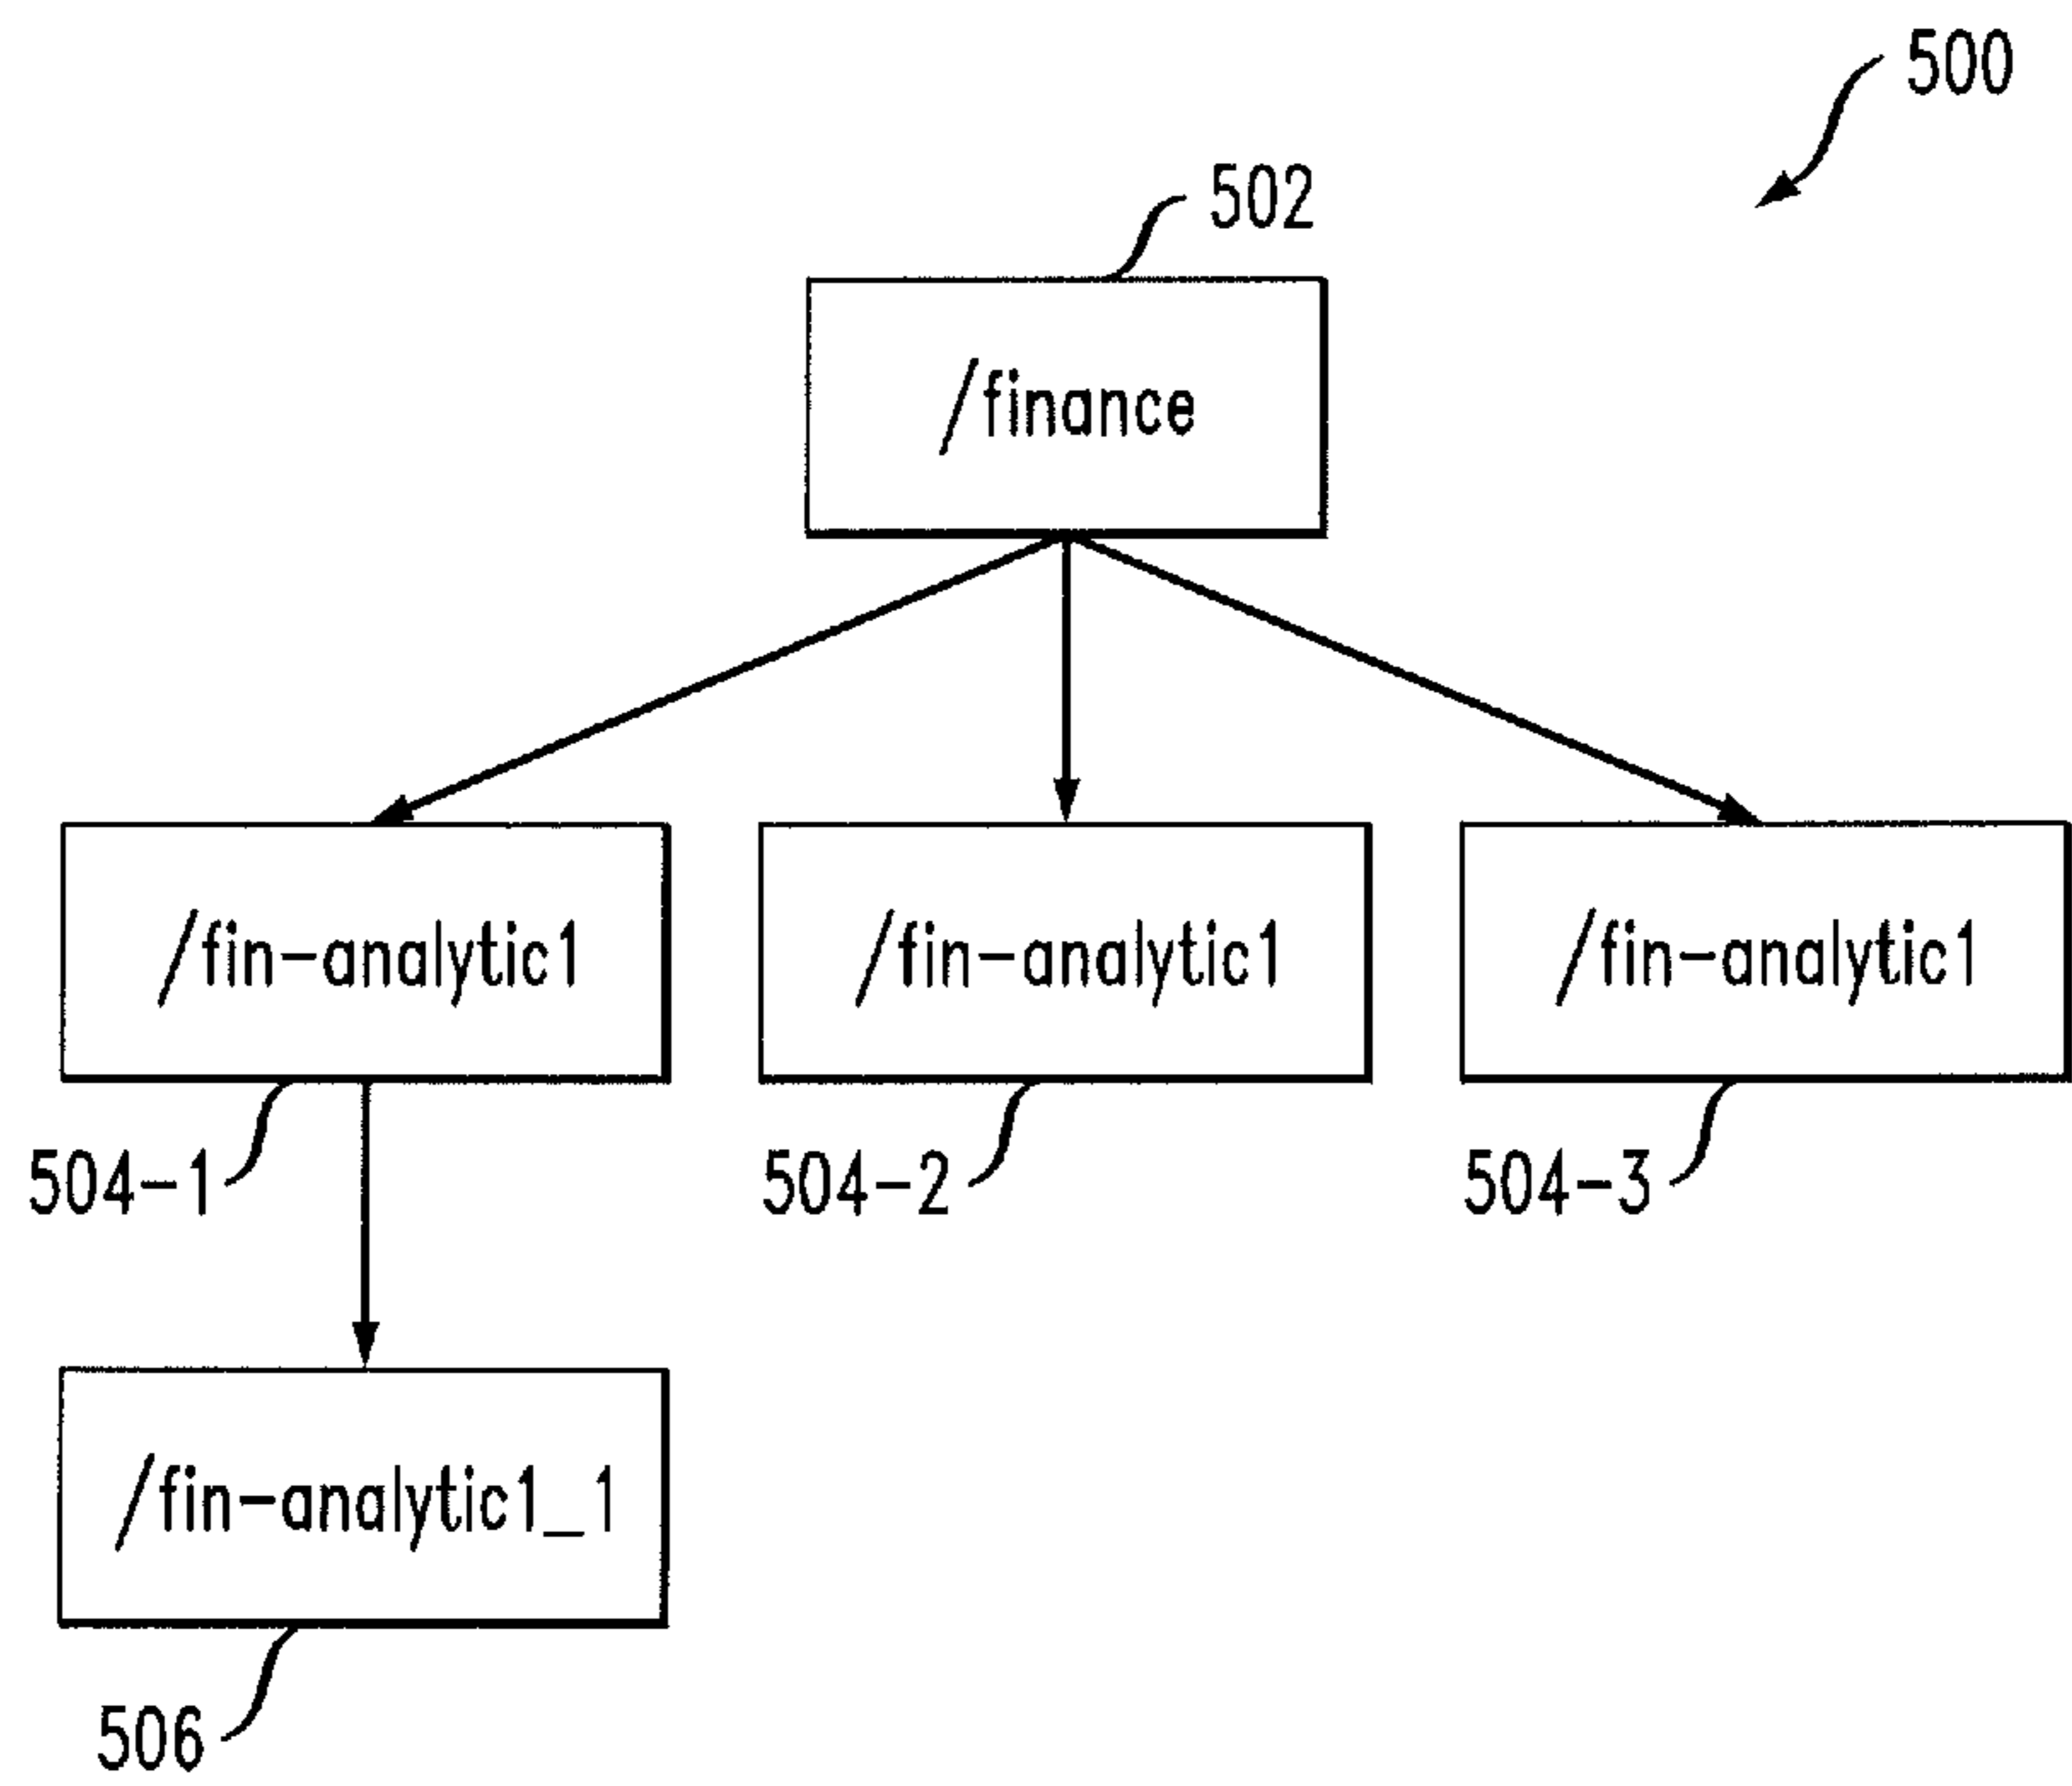 500
502
/finance
/fin-analytic1
/fin-analytic1
/fin-analytic1
504-1
504-2
504-3
/fin-analytic1_1
506